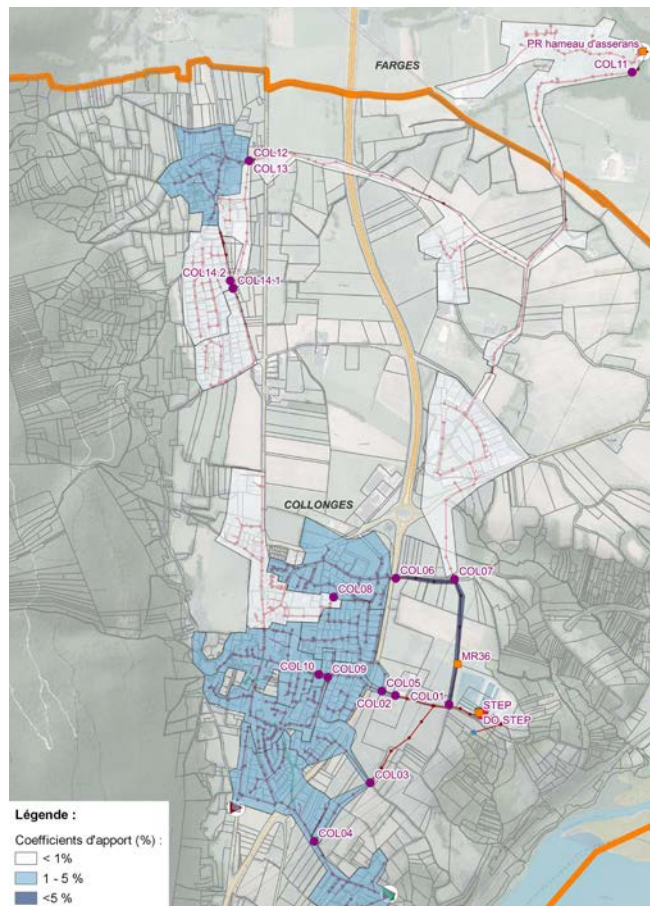 PR hameau d'asserans
FARGES
COL11
COL12
COL13
COL14-2
COL14-1
COLLONGES
COL06
COL07
COL08
MR36
COL10
COL09
COL05
COL01
COL02
STEP
DO STEP
COL03
COL04
Légende :
Coefficients d'apport (%) :
< 1%
1 - 5 %
<5 %